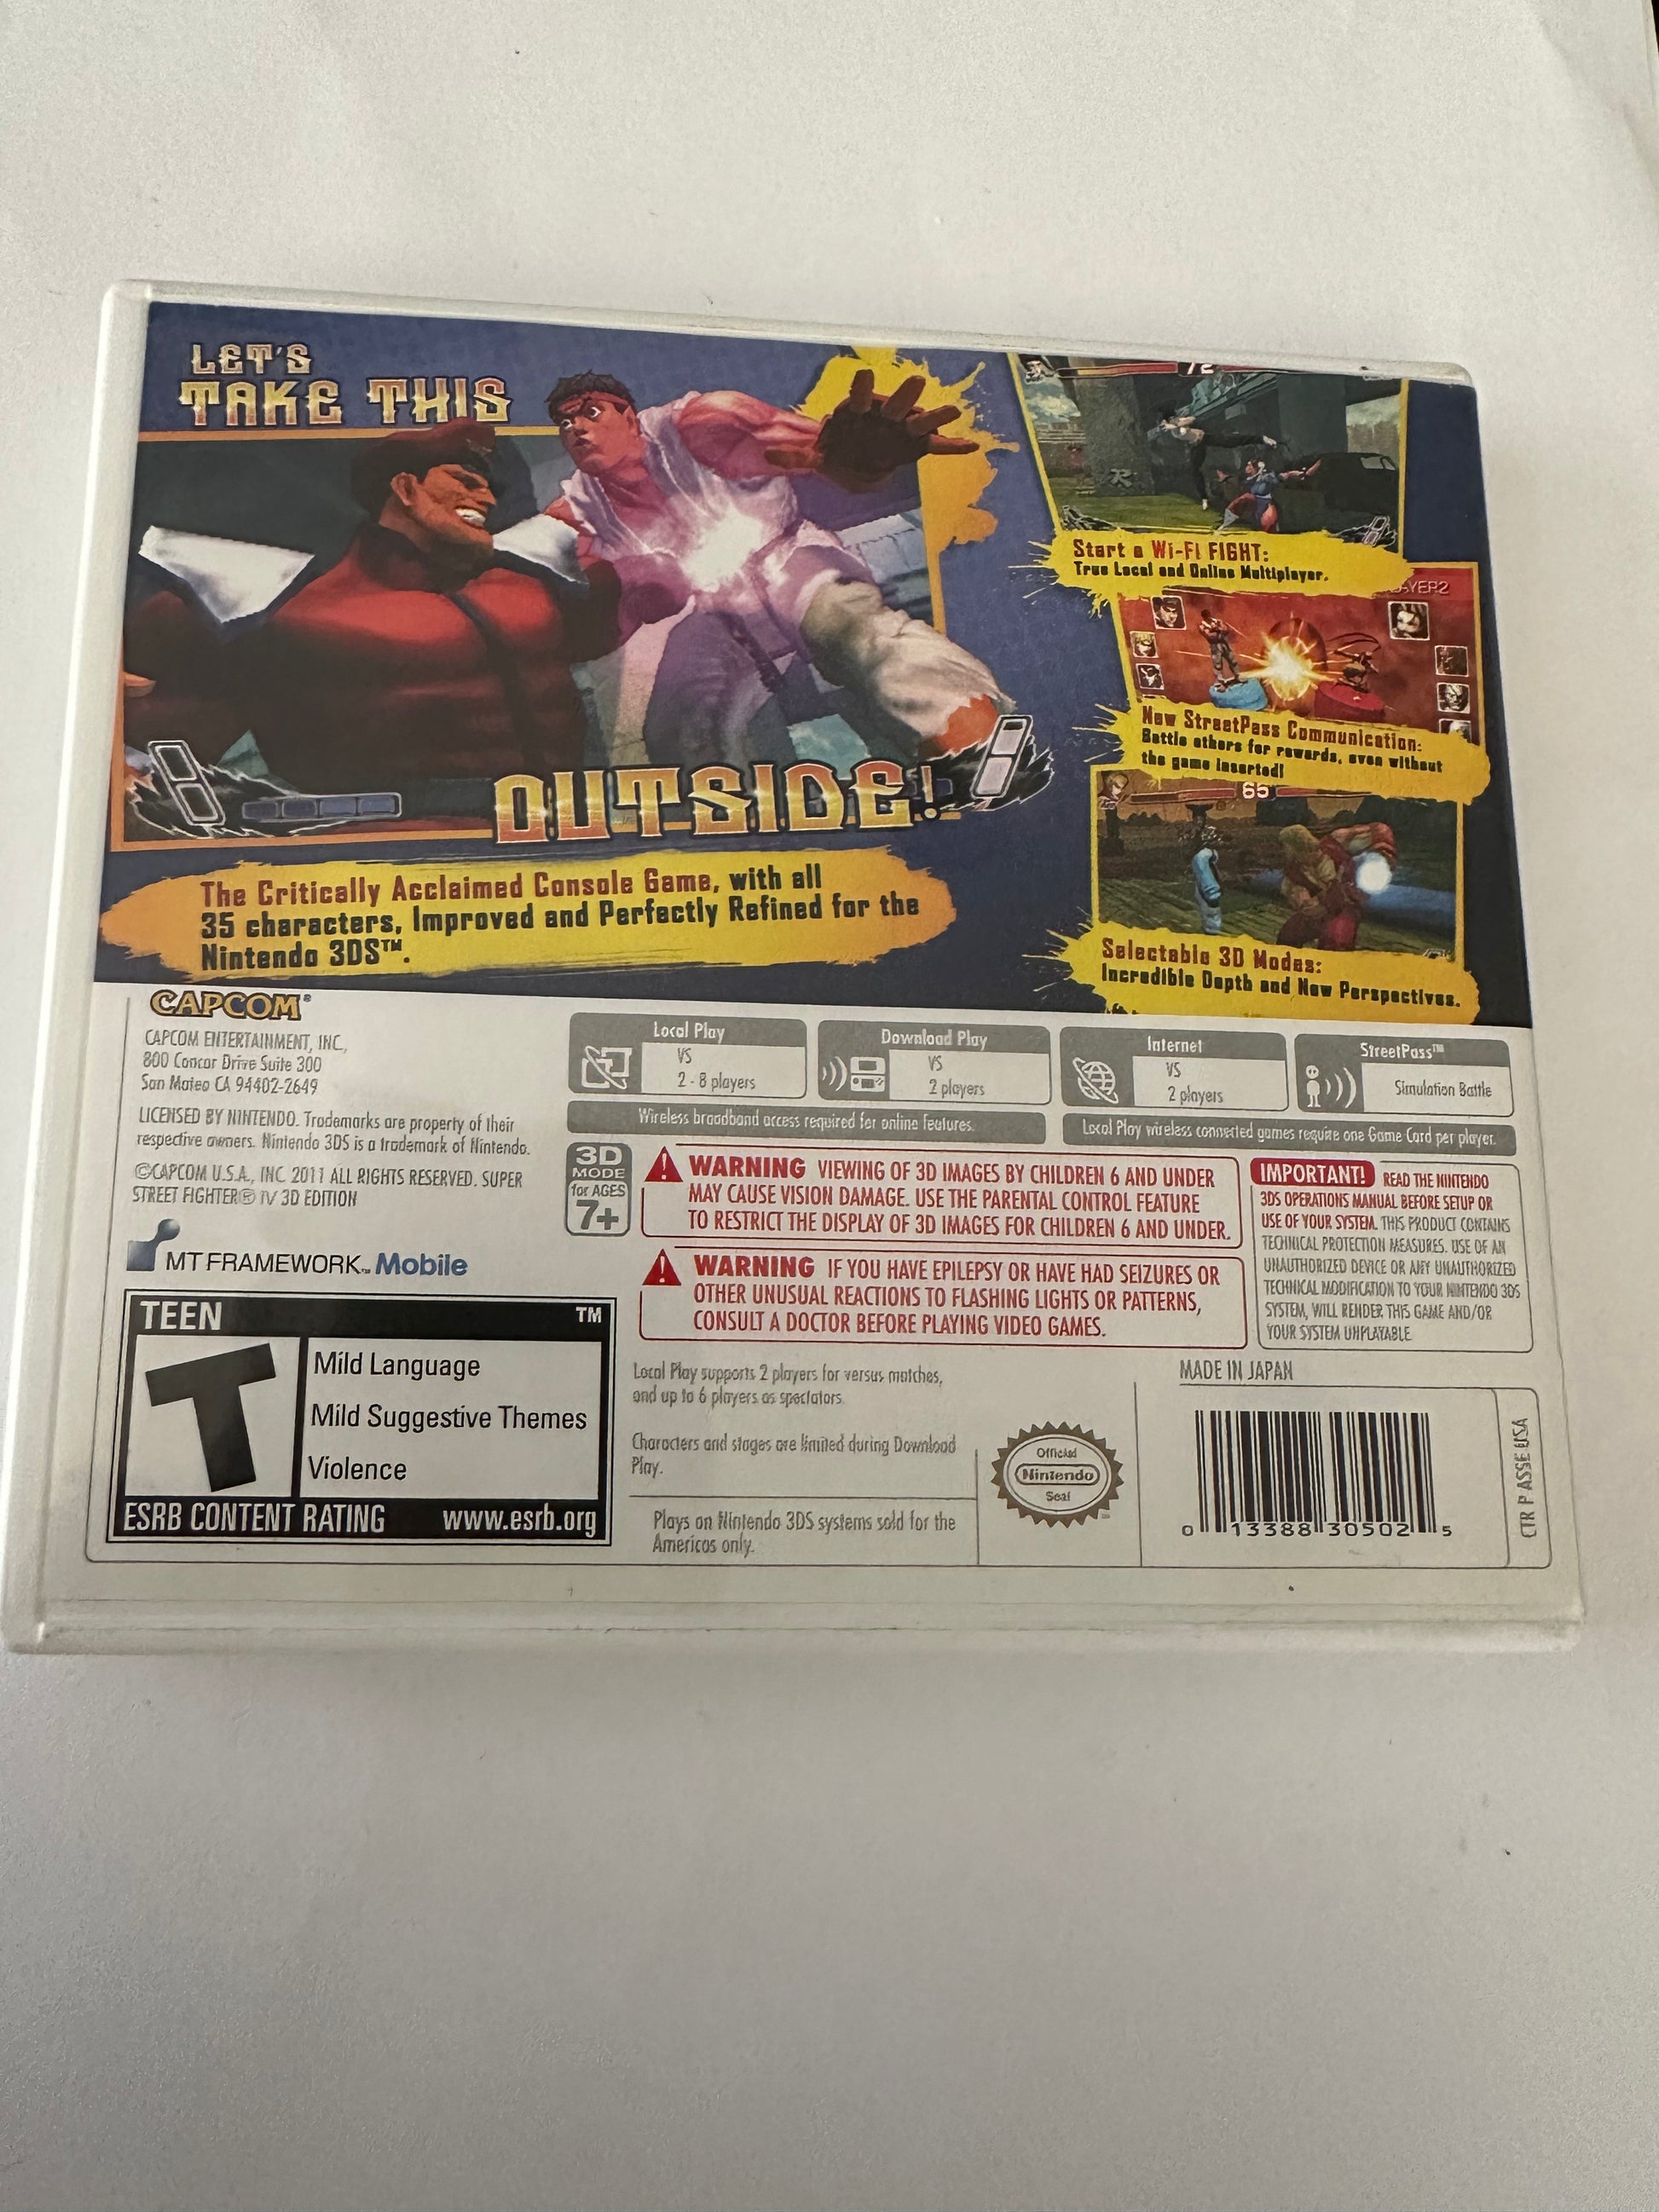 LET'S
TAKE THIS
OUTSIDE!
The Critically Acclaimed Console Game, with all
35 characters, Improved and Perfectly Refined for the
Nintendo 3DS™.
72
Start a Wi-Fi FIGHT:
True Local and Online Multiplayer.
AYER2
New StreetPass Communication:
Battle others for rewards, even without
the game inserted!
65
Selectable 3D Modes:
Incredible Depth and New Perspectives.
CAPCOM®
CAPCOM ENTERTAINMENT, INC.,
800 Concar Drive Suite 300
San Mateo CA 94402-2649
LICENSED BY NINTENDO. Trademarks are property of their
respective owners. Nintendo 3DS is a trademark of Nintendo.
©CAPCOM U.S.A., INC. 2011 ALL RIGHTS RESERVED. SUPER
STREET FIGHTER® IV 3D EDITION
MT FRAMEWORK™ Mobile
TEEN ™
T
Mild Language
Mild Suggestive Themes
Violence
ESRB CONTENT RATING www.esrb.org
Local Play
VS
2 - 8 players
Download Play
VS
2 players
Internet
VS
2 players
StreetPass™
Simulation Battle
Wireless broadband access required for online features.
Local Play wireless connected games require one Game Card per player.
3D
MODE
for AGES
7+
WARNING VIEWING OF 3D IMAGES BY CHILDREN 6 AND UNDER
MAY CAUSE VISION DAMAGE. USE THE PARENTAL CONTROL FEATURE
TO RESTRICT THE DISPLAY OF 3D IMAGES FOR CHILDREN 6 AND UNDER.
WARNING IF YOU HAVE EPILEPSY OR HAVE HAD SEIZURES OR
OTHER UNUSUAL REACTIONS TO FLASHING LIGHTS OR PATTERNS,
CONSULT A DOCTOR BEFORE PLAYING VIDEO GAMES.
IMPORTANT! READ THE NINTENDO
3DS OPERATIONS MANUAL BEFORE SETUP OR
USE OF YOUR SYSTEM. THIS PRODUCT CONTAINS
TECHNICAL PROTECTION MEASURES. USE OF AN
UNAUTHORIZED DEVICE OR ANY UNAUTHORIZED
TECHNICAL MODIFICATION TO YOUR NINTENDO 3DS
SYSTEM, WILL RENDER THIS GAME AND/OR
YOUR SYSTEM UNPLAYABLE.
Local Play supports 2 players for versus matches,
and up to 6 players as spectators.
Characters and stages are limited during Download
Play.
Plays on Nintendo 3DS systems sold for the
Americas only.
Official
Nintendo
Seal
MADE IN JAPAN
0 13388 30502 5
CTR P ASSE USA